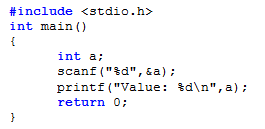 #include <stdio.h>
int main()
{
int a;
scanf("%d",&a);
printf("Value: %d\n",a);
return 0;
}